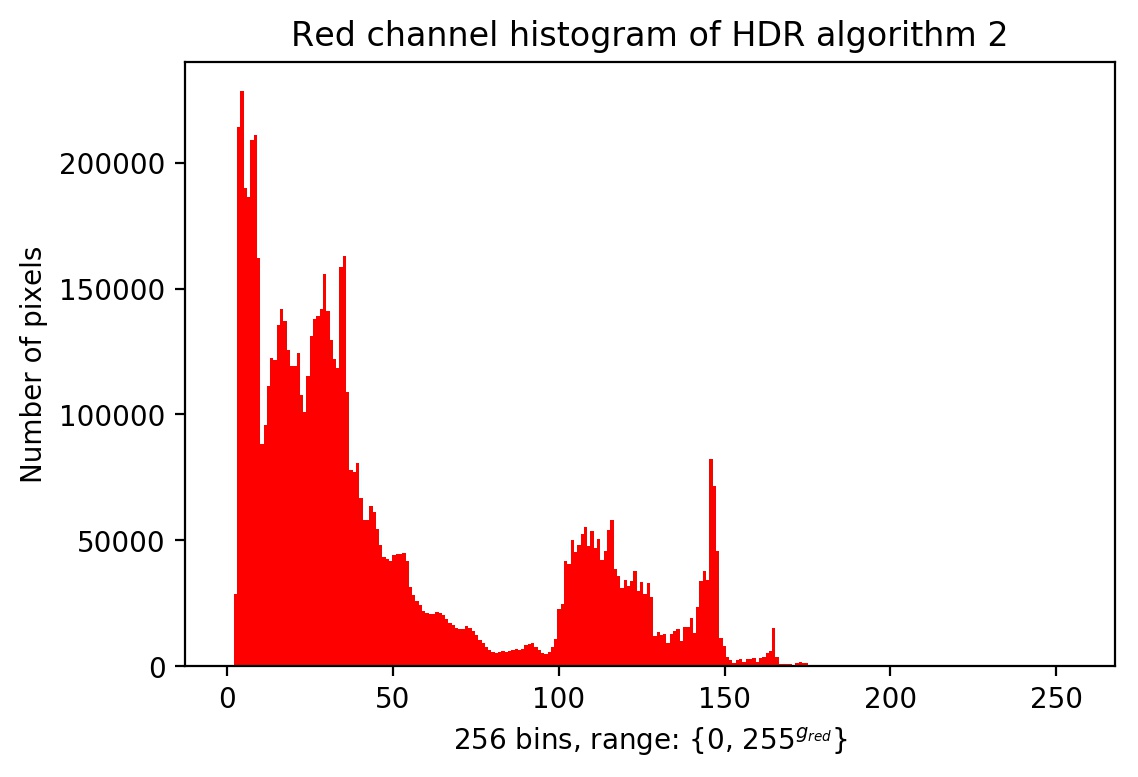 Red channel histogram of HDR algorithm 2
Number of pixels
200000
150000
100000
50000
0
0 50 100 150 200 250
256 bins, range: {0, 255^{g_{red}}}